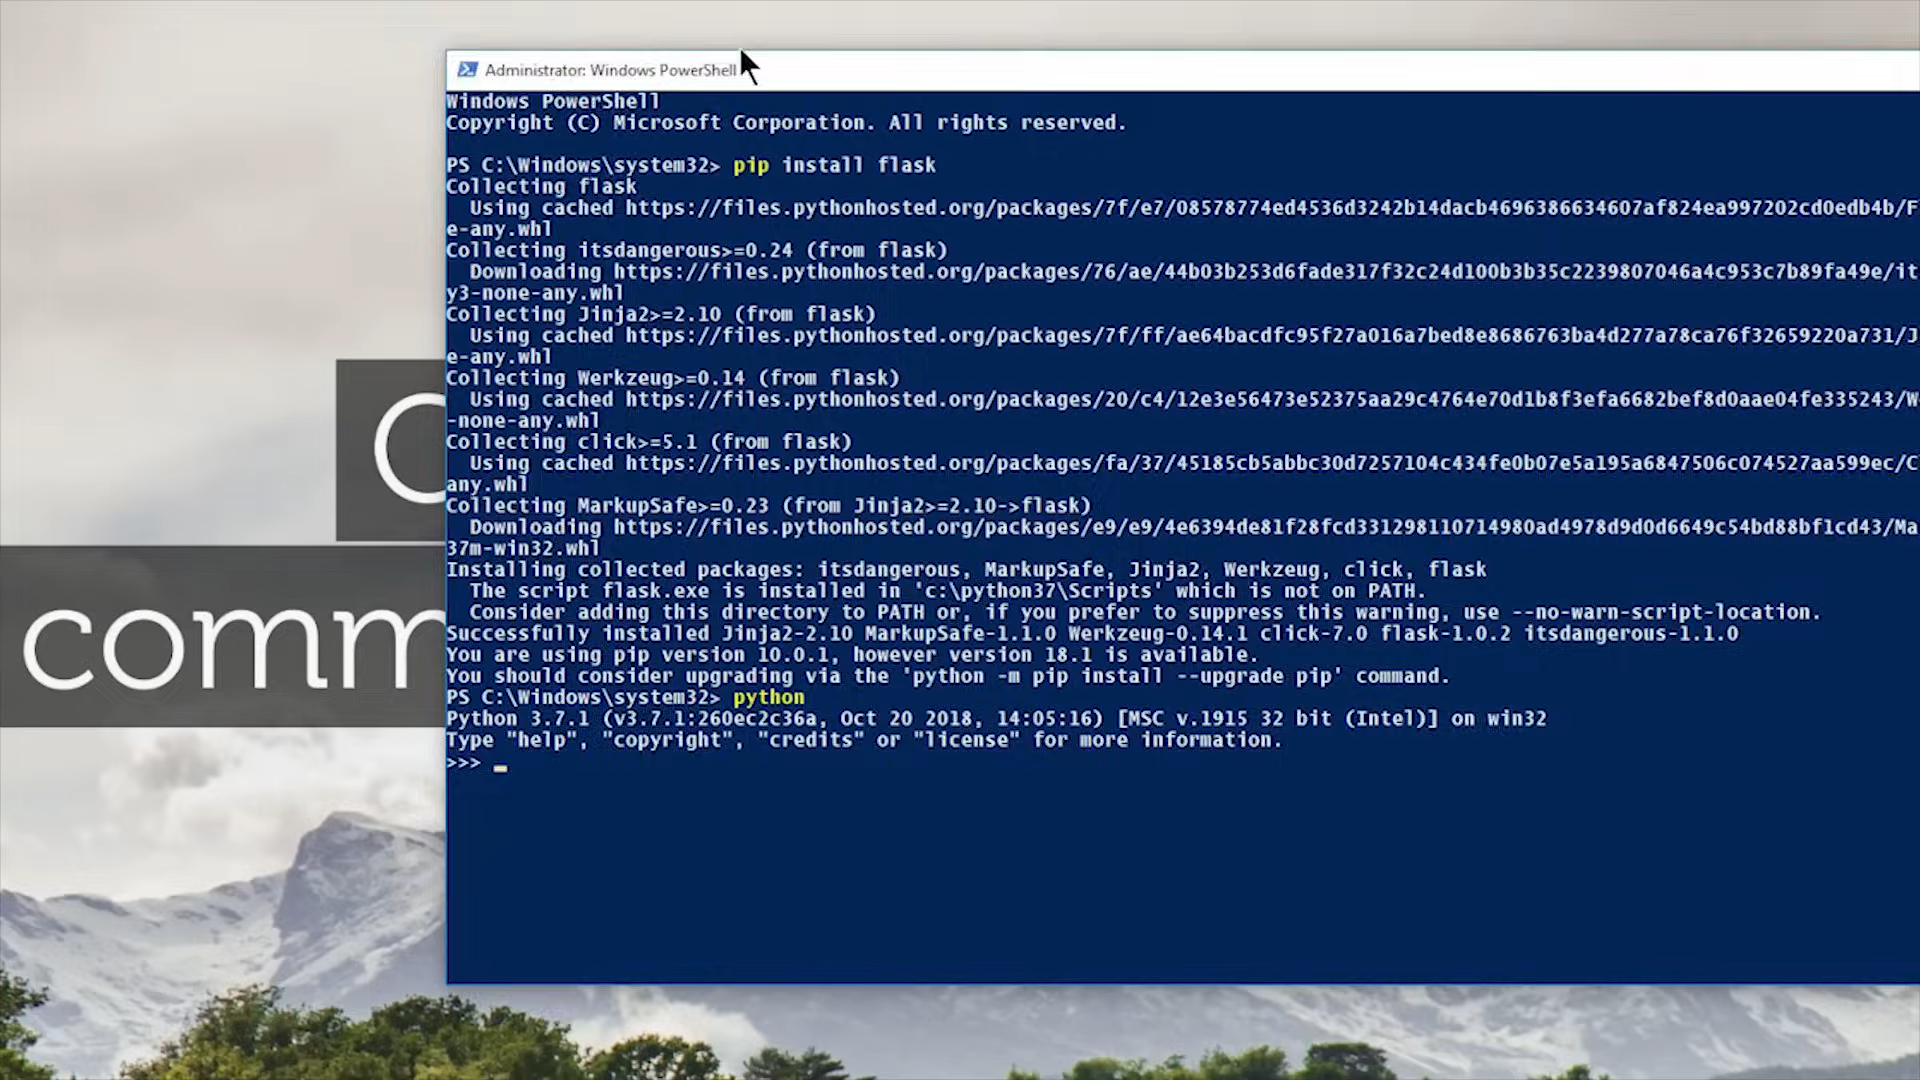 Administrator: Windows PowerShell
Windows PowerShell
Copyright (C) Microsoft Corporation. All rights reserved.
PS C:\Windows\system32> pip install flask
Collecting flask
Using cached https://files.pythonhosted.org/packages/7f/e7/08578774ed4536d3242b14dacb4696386634607af824ea997202cd0edb4b/F
e-any.whl
Collecting itsdangerous>=0.24 (from flask)
Downloading https://files.pythonhosted.org/packages/76/ae/44b03b253d6fade317f32c24d100b3b35c2239807046a4c953c7b89fa49e/it
y3-none-any.whl
Collecting Jinja2>=2.10 (from flask)
Using cached https://files.pythonhosted.org/packages/7f/ff/ae64bacdfc95f27a016a7bed8e8686763ba4d277a78ca76f32659220a731/J
e-any.whl
Collecting Werkzeug>=0.14 (from flask)
Using cached https://files.pythonhosted.org/packages/20/c4/12e3e56473e52375aa29c4764e70d1b8f3efa6682bef8d0aae04fe335243/W
-none-any.whl
Collecting click>=5.1 (from flask)
Using cached https://files.pythonhosted.org/packages/fa/37/45185cb5abbc30d7257104c434fe0b07e5a195a6847506c074527aa599ec/C
any.whl
Collecting MarkupSafe>=0.23 (from Jinja2>=2.10->flask)
Downloading https://files.pythonhosted.org/packages/e9/e9/4e6394de81f28fcd331298110714980ad4978d9d0d6649c54bd88bf1cd43/Ma
37m-win32.whl
Installing collected packages: itsdangerous, MarkupSafe, Jinja2, Werkzeug, click, flask
The script flask.exe is installed in 'c:\python37\Scripts' which is not on PATH.
Consider adding this directory to PATH or, if you prefer to suppress this warning, use --no-warn-script-location.
Successfully installed Jinja2-2.10 MarkupSafe-1.1.0 Werkzeug-0.14.1 click-7.0 flask-1.0.2 itsdangerous-1.1.0
You are using pip version 10.0.1, however version 18.1 is available.
You should consider upgrading via the 'python -m pip install --upgrade pip' command.
PS C:\Windows\system32> python
Python 3.7.1 (v3.7.1:260ec2c36a, Oct 20 2018, 14:05:16) [MSC v.1915 32 bit (Intel)] on win32
Type "help", "copyright", "credits" or "license" for more information.
>>>
comm